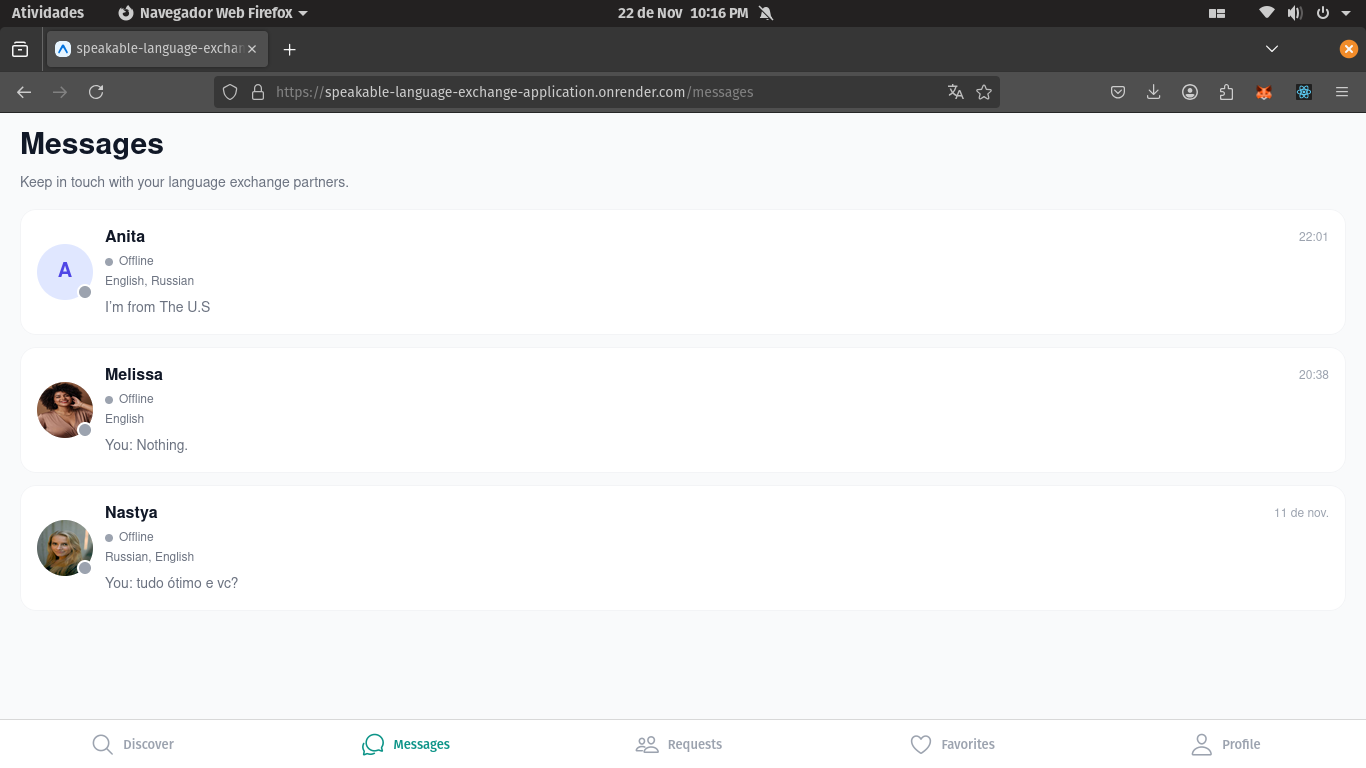 Atividades Navegador Web Firefox 22 de Nov 10:16 PM
speakable-language-exchan
https://speakable-language-exchange-application.onrender.com/messages
Messages
Keep in touch with your language exchange partners.
Anita 22:01
A
Offline
English, Russian
I'm from The U.S
Melissa 20:38
Offline
English
You: Nothing.
Nastya 11 de nov.
Offline
Russian, English
You: tudo ótimo e vc?
Discover Messages Requests Favorites Profile